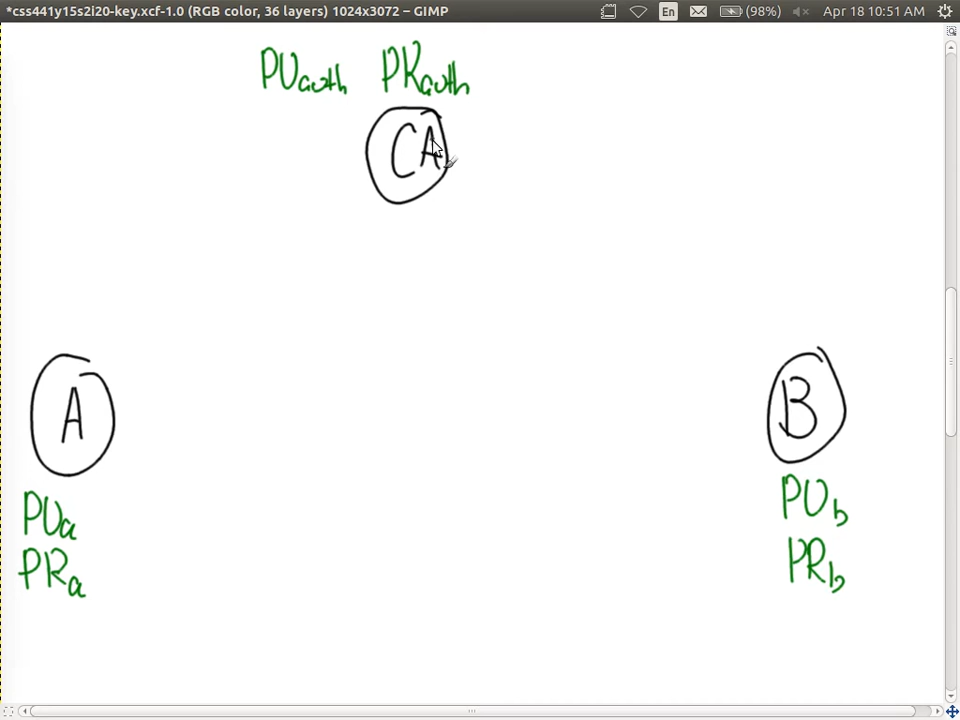 *css441y15s2i20-key.xcf-1.0 (RGB color, 36 layers) 1024x3072 – GIMP
En
(98%)
Apr 18 10:51 AM
PUauth PRauth
CA
A
B
PUa
PRa
PUb
PRb